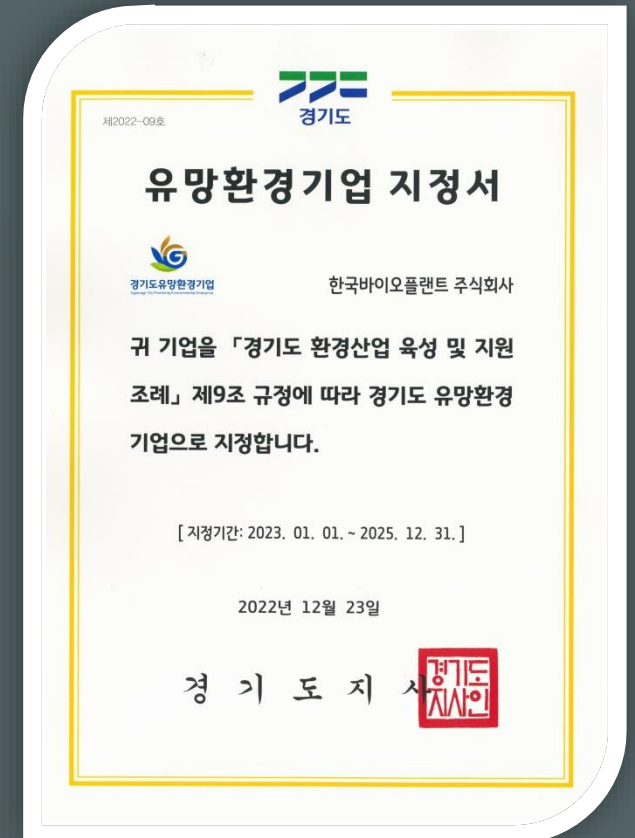 경기도
제2022-09호
유망환경기업 지정서
경기도유망환경기업
한국바이오플랜트 주식회사
귀 기업을 「경기도 환경산업 육성 및 지원
조례」 제9조 규정에 따라 경기도 유망환경
기업으로 지정합니다.
[ 지정기간: 2023. 01. 01. ~ 2025. 12. 31. ]
2022년 12월 23일
경 기 도 지 사
경기도
지사인